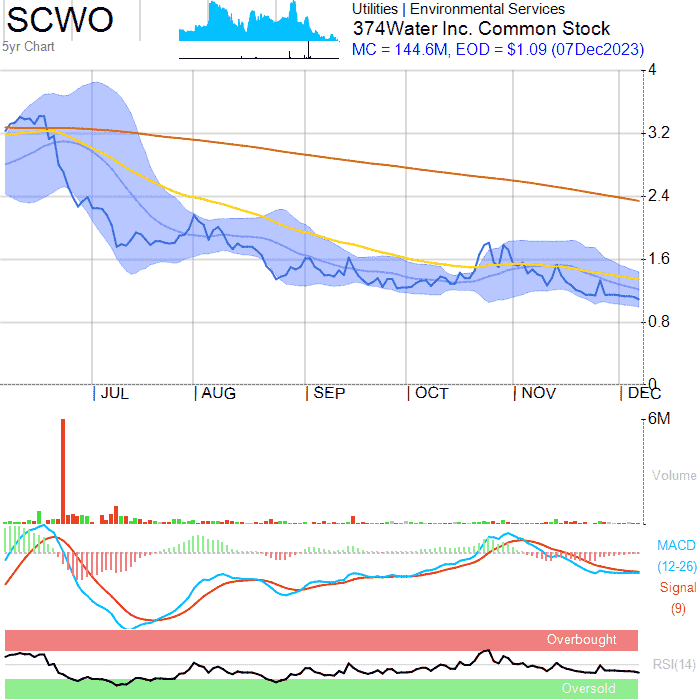 SCWO
5yr Chart
Utilities | Environmental Services
374Water Inc. Common Stock
MC = 144.6M, EOD = $1.09 (07Dec2023)
4
3.2
2.4
1.6
0.8
0
JUL AUG SEP OCT NOV DEC
6M
Volume
MACD
(12-26)
Signal
(9)
Overbought
RSI(14)
Oversold